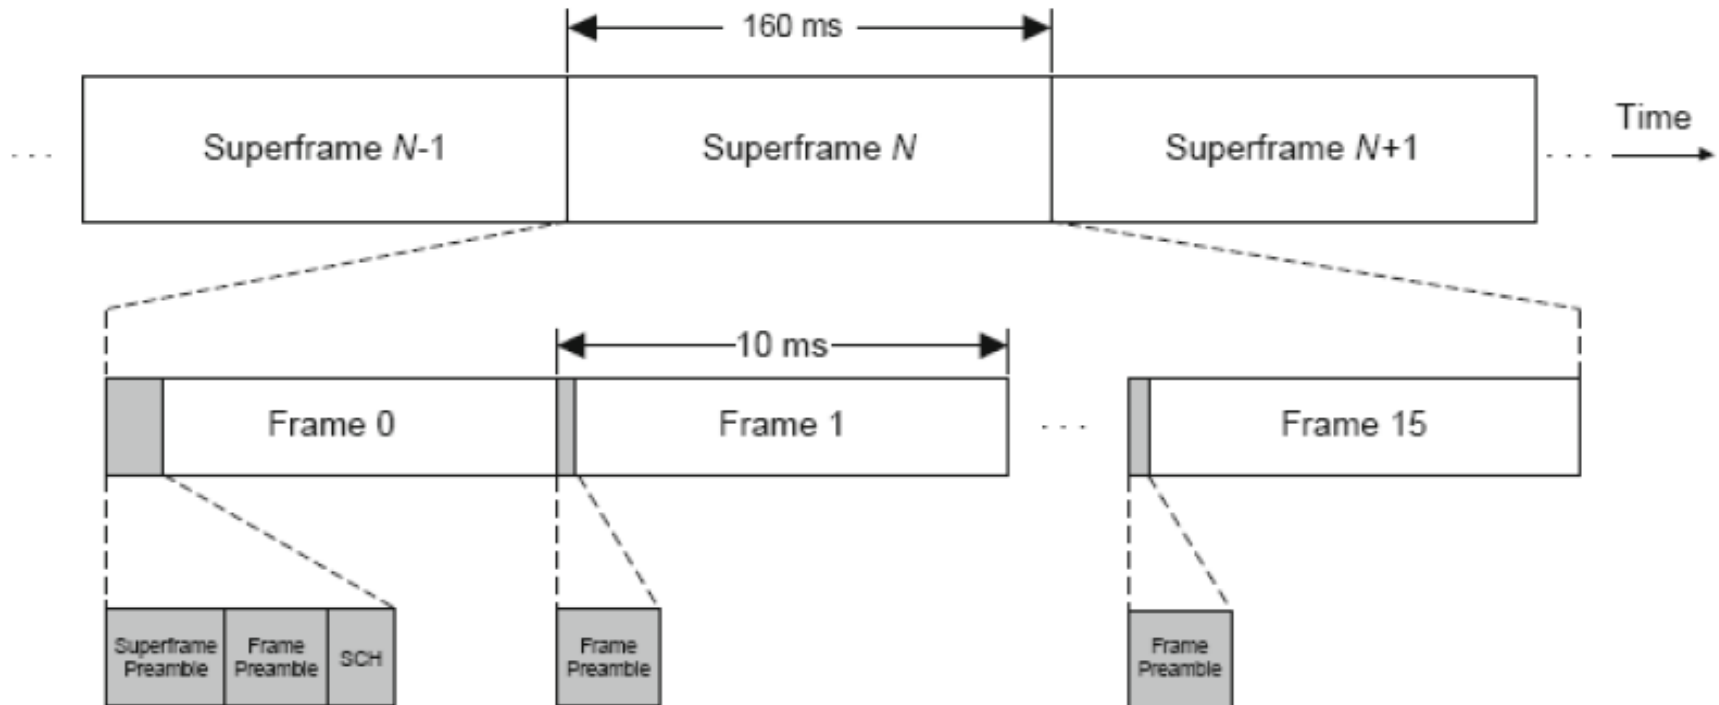 160 ms
Time
. . .
Superframe N-1
Superframe N
Superframe N+1
. . .
10 ms
Frame 0
Frame 1
. . .
Frame 15
Superframe
Preamble
Frame
Preamble
SCH
Frame
Preamble
Frame
Preamble